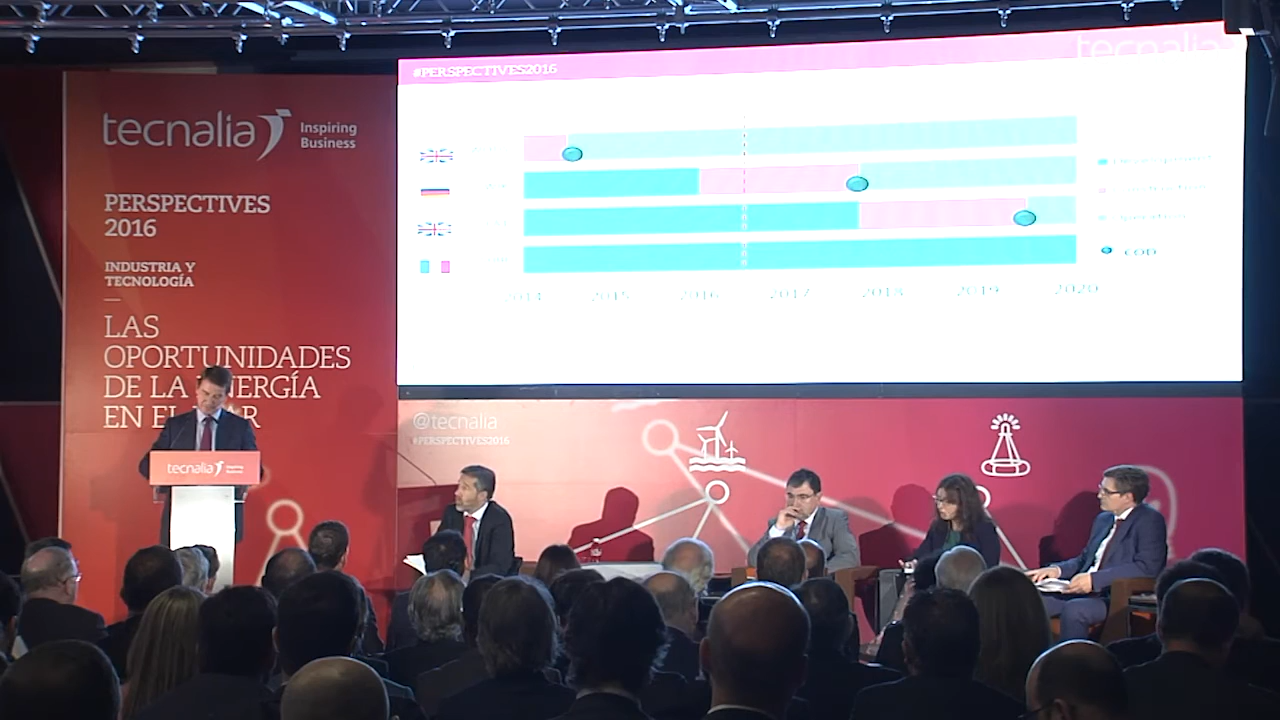 tecnalia
Inspiring
Business
PERSPECTIVES
2016
INDUSTRIA Y
TECNOLOGÍA
LAS
OPORTUNIDADES
DE LA
EN EL
tecnalia
#PERSPECTIVES2016
COD
2014 2015 2016 2017 2018 2019 2020
@tecnalia
#PERSPECTIVES2016
tecnalia